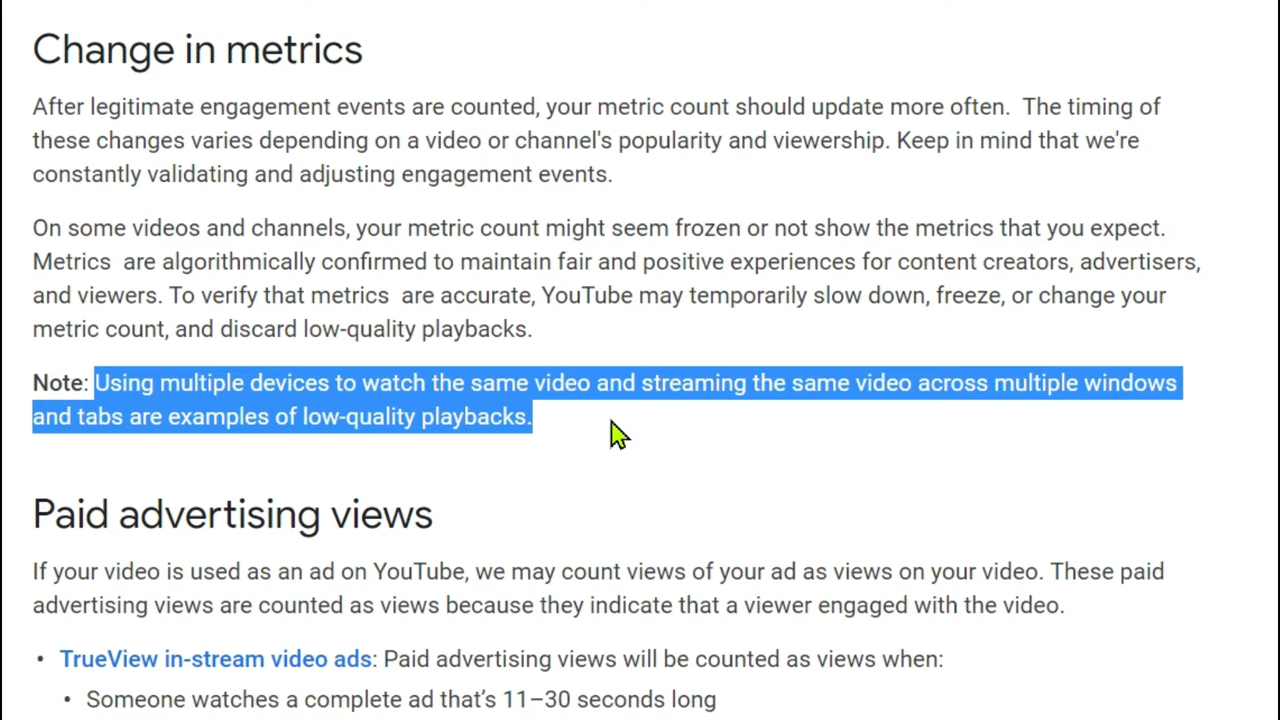 Change in metrics
After legitimate engagement events are counted, your metric count should update more often.  The timing of
these changes varies depending on a video or channel's popularity and viewership. Keep in mind that we're
constantly validating and adjusting engagement events.
On some videos and channels, your metric count might seem frozen or not show the metrics that you expect.
Metrics  are algorithmically confirmed to maintain fair and positive experiences for content creators, advertisers,
and viewers. To verify that metrics  are accurate, YouTube may temporarily slow down, freeze, or change your
metric count, and discard low-quality playbacks.
Note: Using multiple devices to watch the same video and streaming the same video across multiple windows
and tabs are examples of low-quality playbacks.
Paid advertising views
If your video is used as an ad on YouTube, we may count views of your ad as views on your video. These paid
advertising views are counted as views because they indicate that a viewer engaged with the video.
• TrueView in-stream video ads: Paid advertising views will be counted as views when:
• Someone watches a complete ad that’s 11–30 seconds long